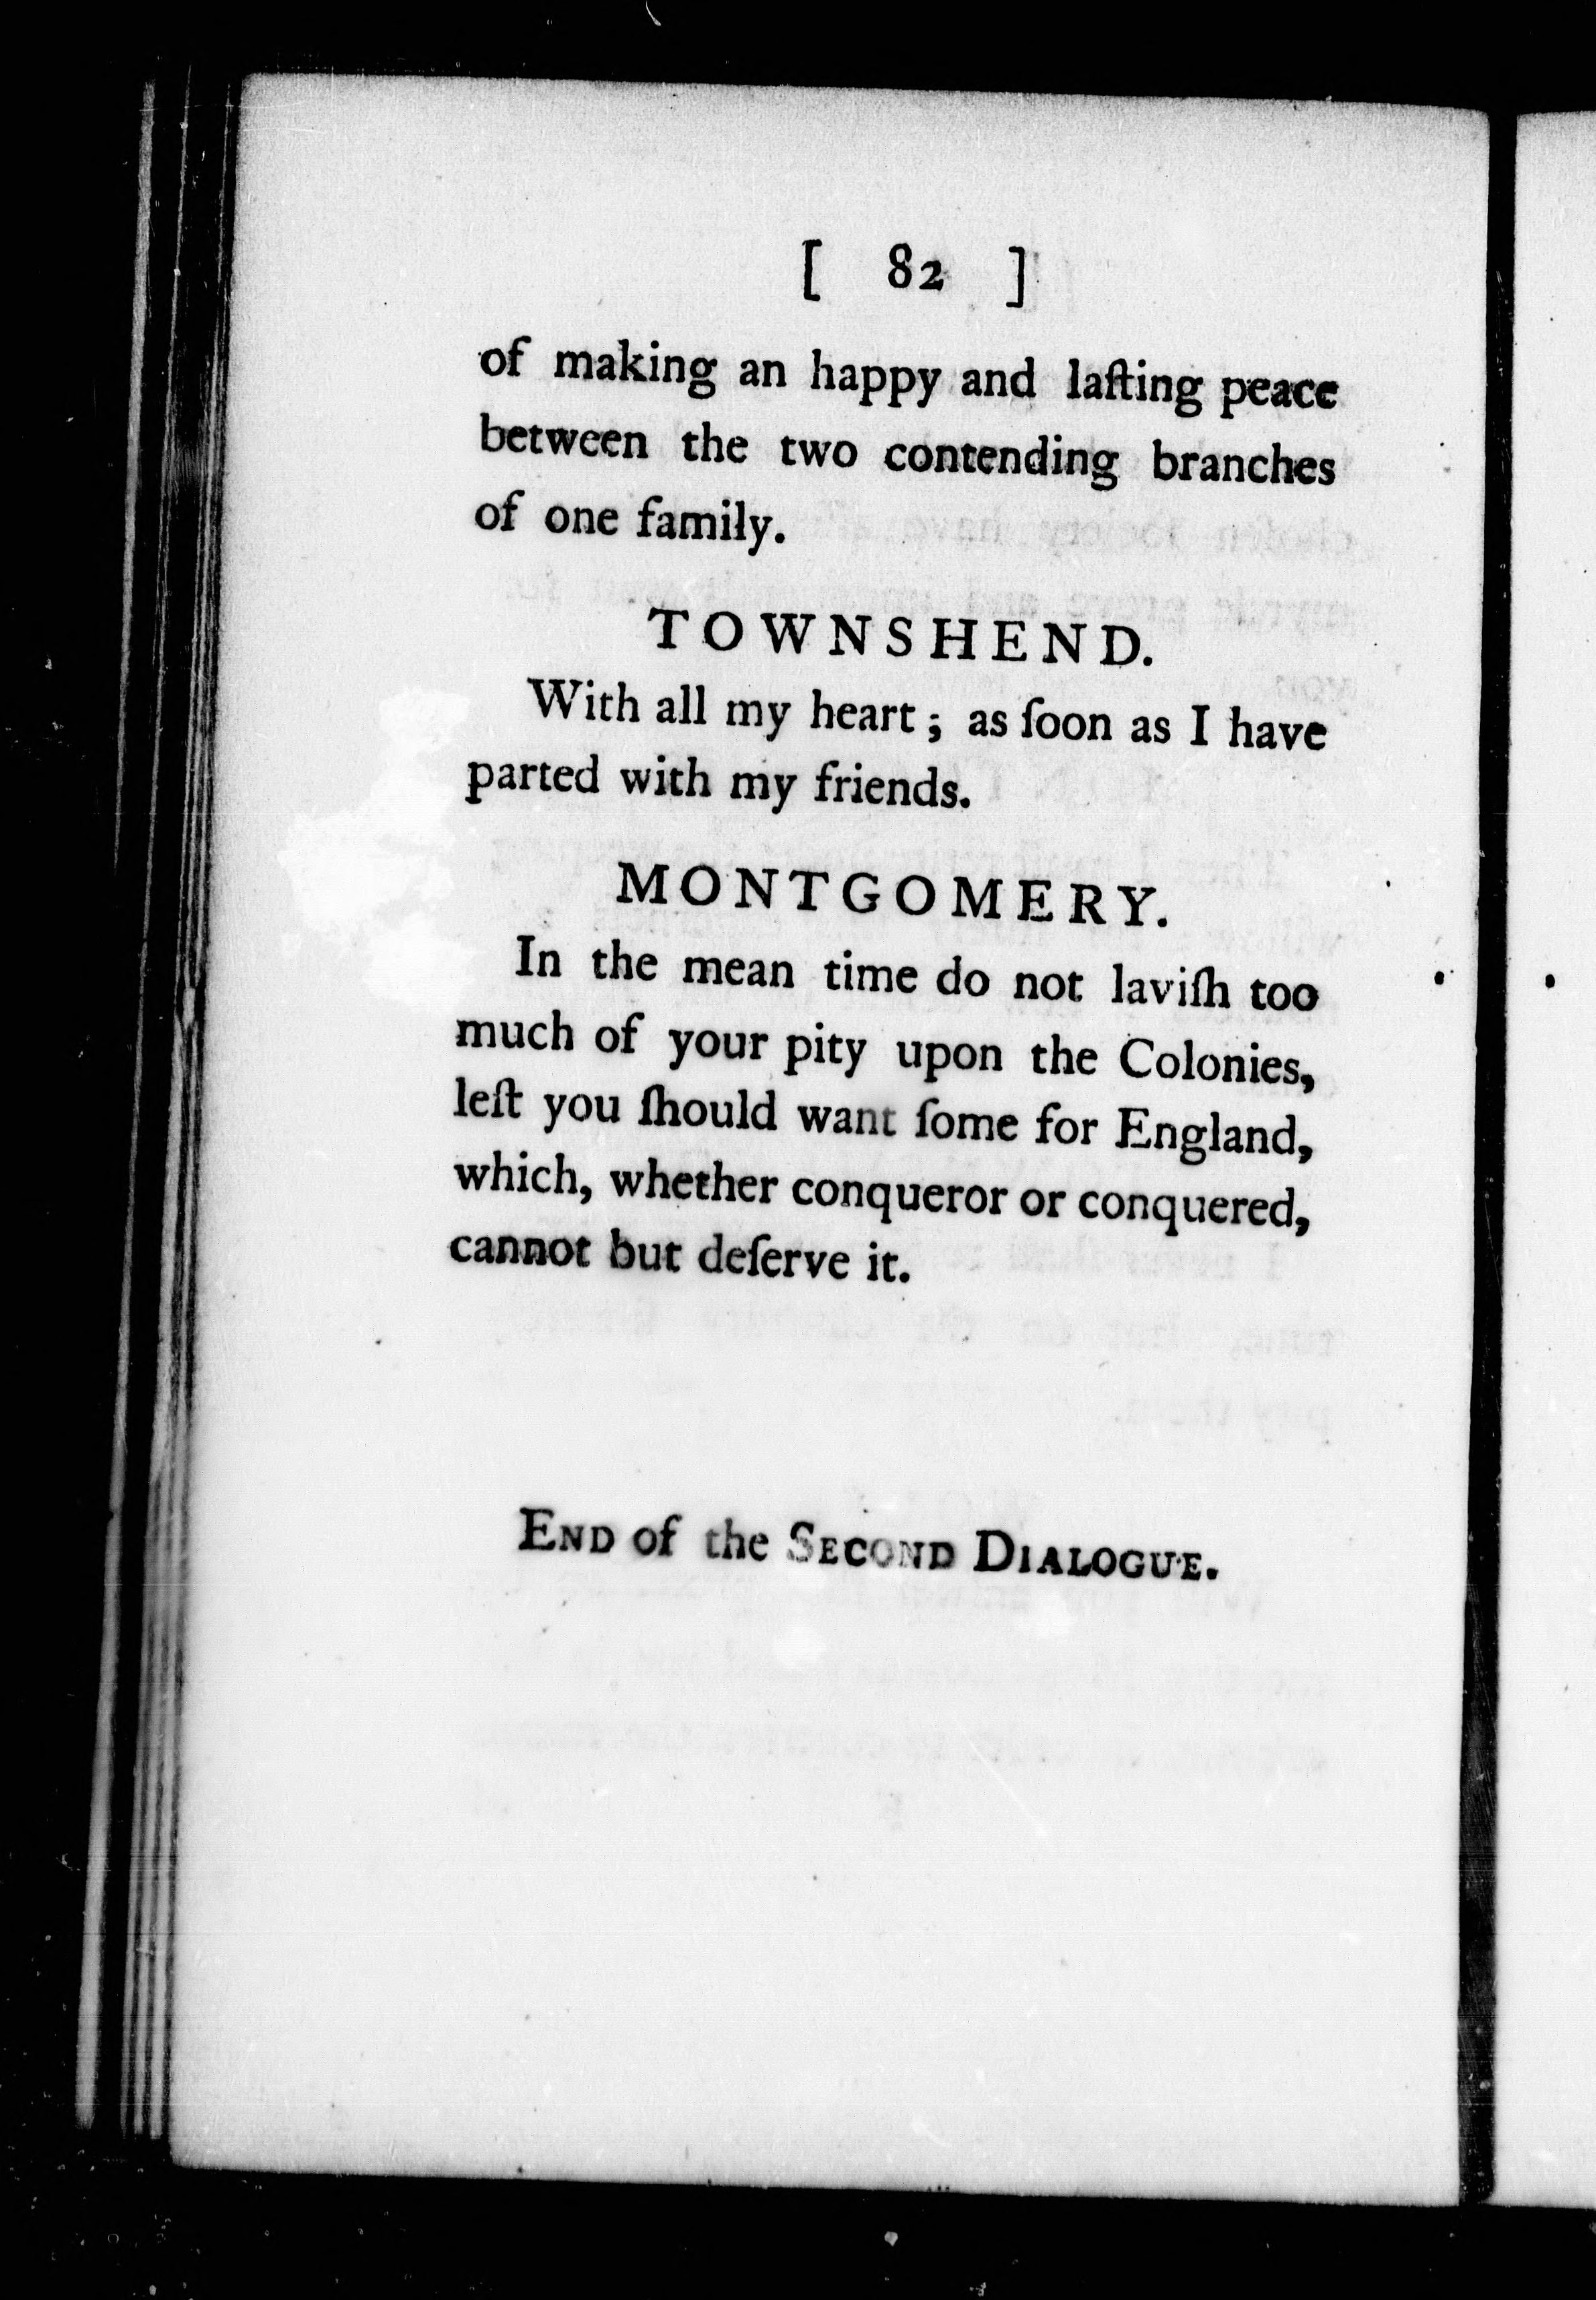 [ 82 ]
of making an happy and laſting peace
between the two contending branches
of one family.
TOWNSHEND.
With all my heart; as ſoon as I have
parted with my friends.
MONTGOMERY.
In the mean time do not laviſh too
much of your pity upon the Colonies,
leſt you ſhould want ſome for England,
which, whether conqueror or conquered,
cannot but deſerve it.
END of the SECOND DIALOGUE.